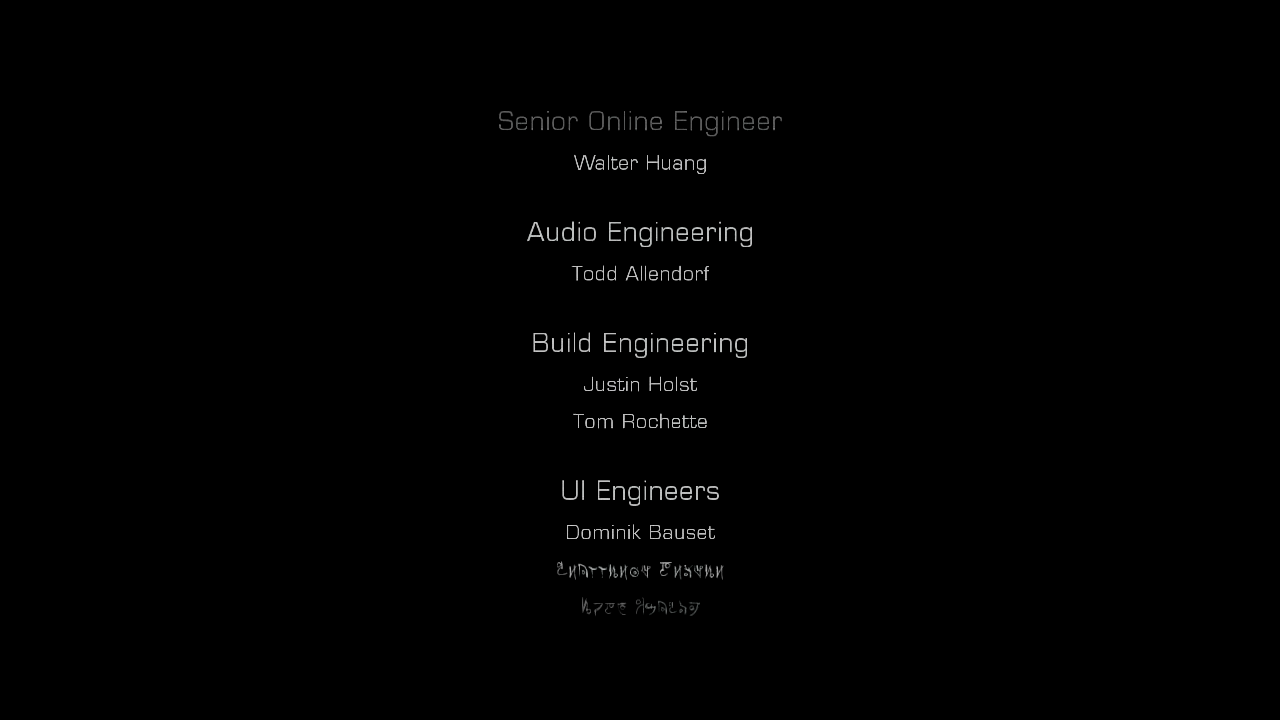 Senior Online Engineer
Walter Huang
Audio Engineering
Todd Allendorf
Build Engineering
Justin Holst
Tom Rochette
UI Engineers
Dominik Bauset